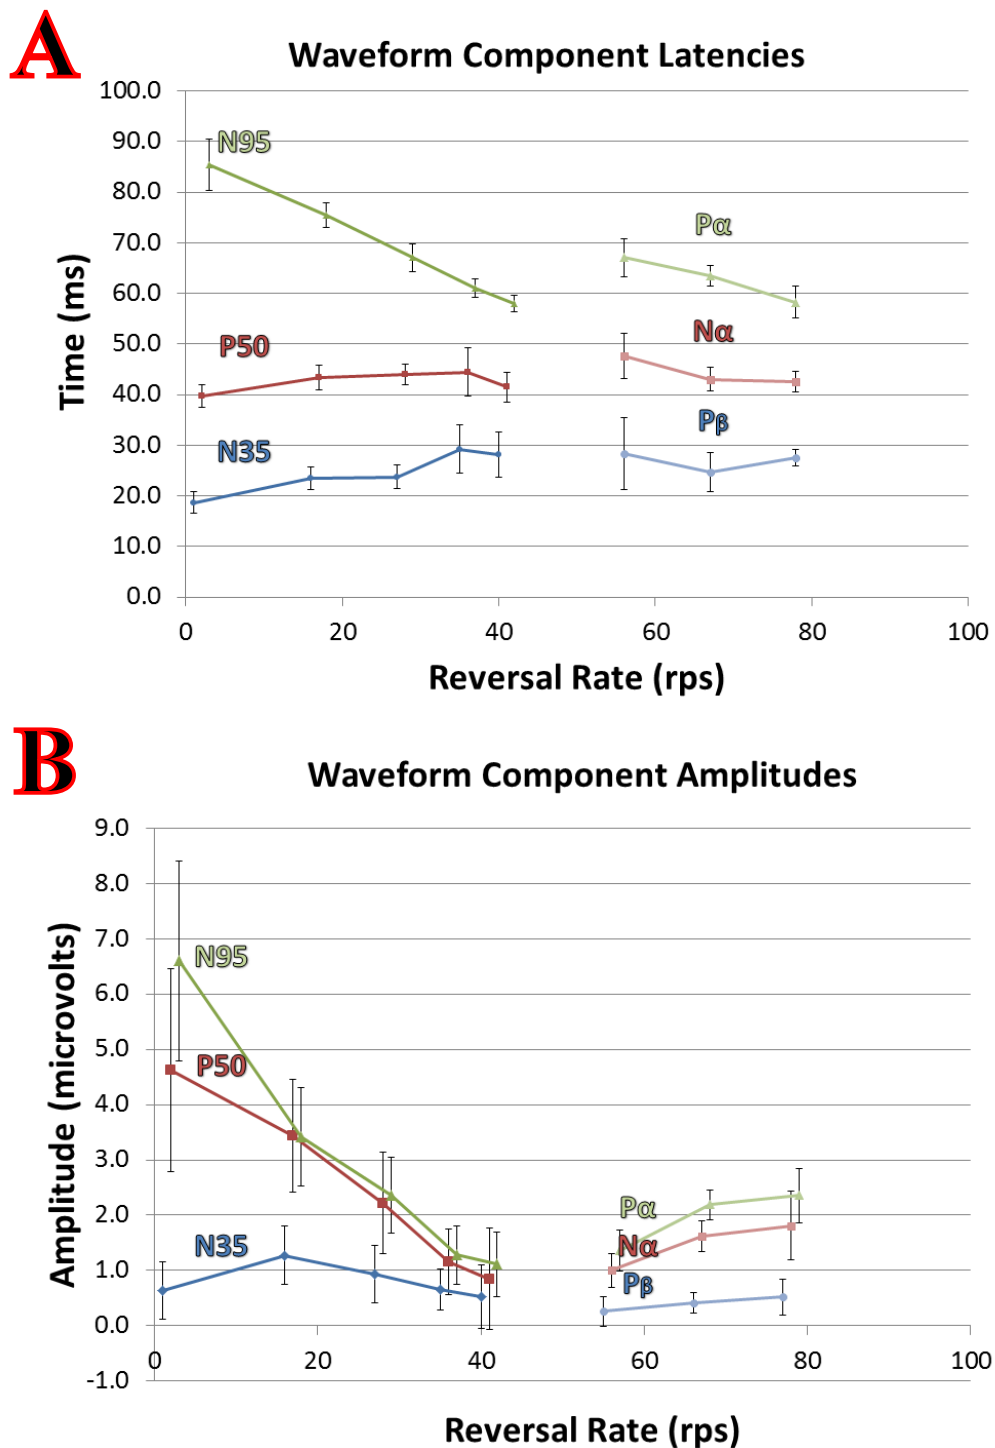 A
Waveform Component Latencies
100.0
90.0
80.0
70.0
60.0
50.0
40.0
30.0
20.0
10.0
0.0
Time (ms)
N95
P50
N35
Pα
Nα
Pβ
0 20 40 60 80 100
Reversal Rate (rps)
B
Waveform Component Amplitudes
9.0
8.0
7.0
6.0
5.0
4.0
3.0
2.0
1.0
0.0
-1.0
Amplitude (microvolts)
N95
P50
N35
Pα
Nα
Pβ
0 20 40 60 80 100
Reversal Rate (rps)